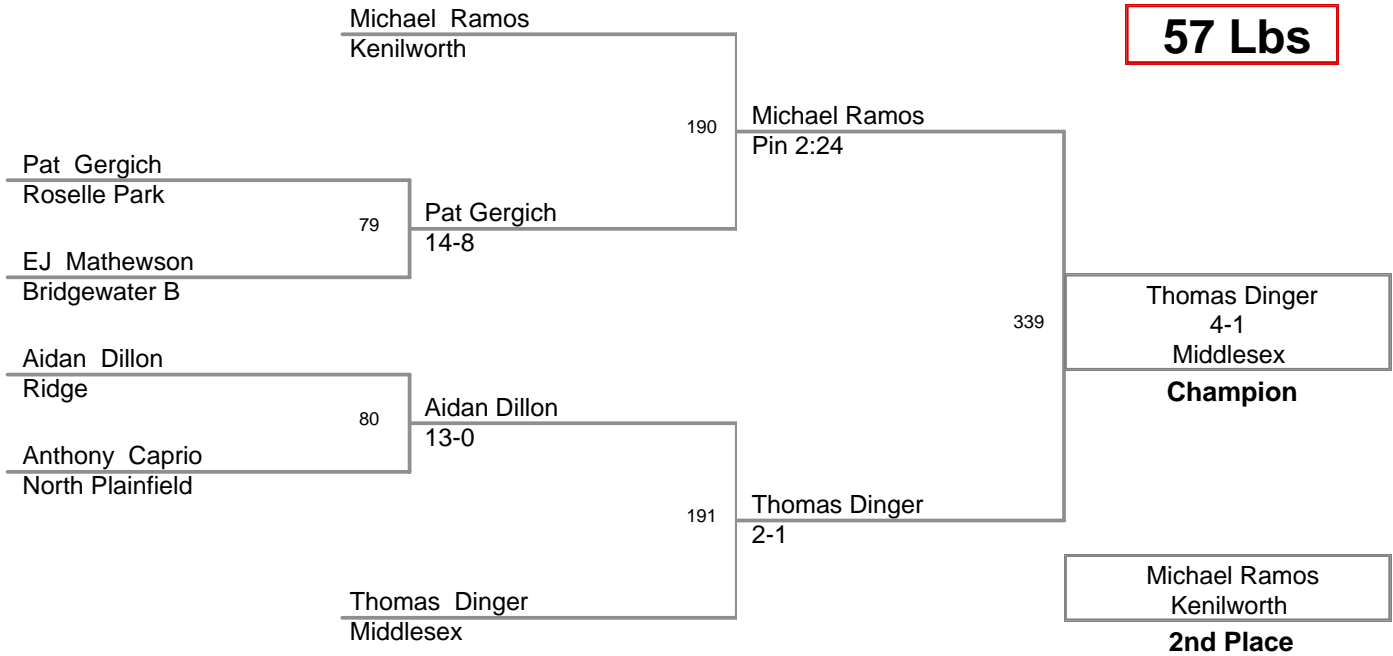 Michael  Ramos
Kenilworth
57 Lbs
190
Michael Ramos
Pin 2:24
Pat  Gergich
Roselle Park
79
Pat Gergich
14-8
EJ  Mathewson
Bridgewater B
339
Thomas Dinger
4-1
Middlesex
Champion
Aidan  Dillon
Ridge
80
Aidan Dillon
13-0
Anthony  Caprio
North Plainfield
191
Thomas Dinger
2-1
Thomas  Dinger
Middlesex
Michael Ramos
Kenilworth
2nd Place